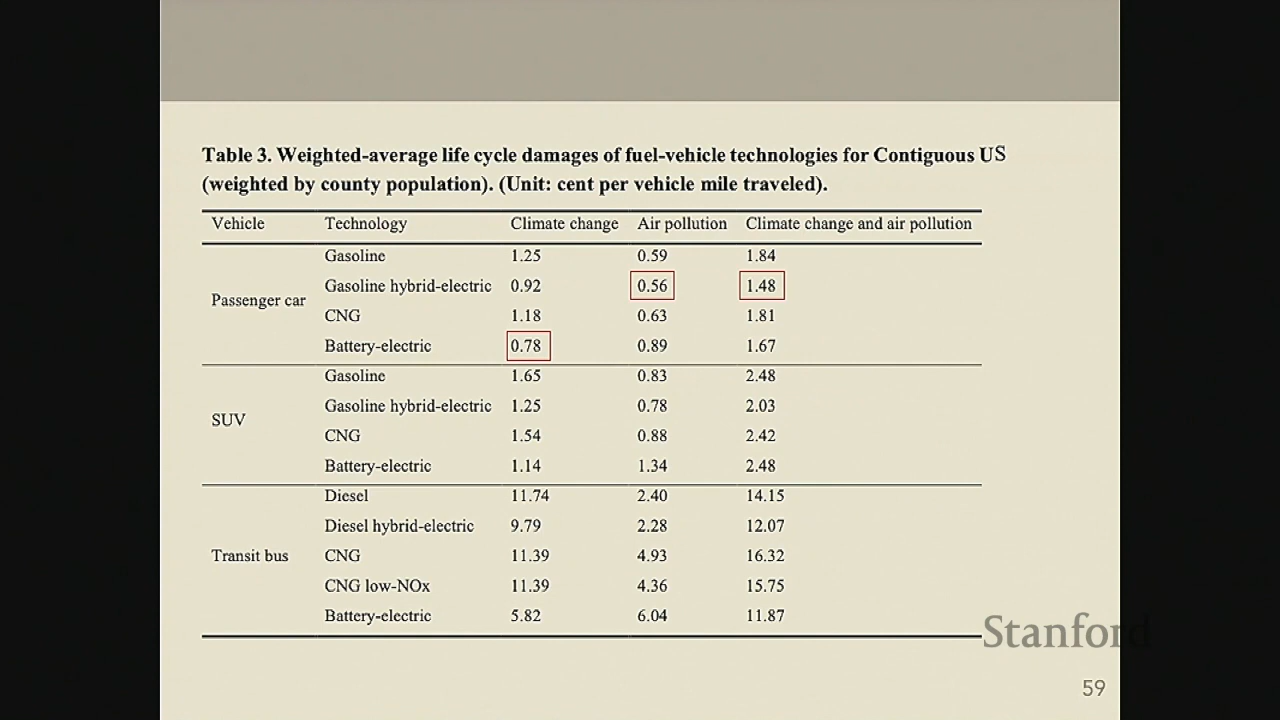 Table 3. Weighted-average life cycle damages of fuel-vehicle technologies for Contiguous US
(weighted by county population). (Unit: cent per vehicle mile traveled).
Vehicle Technology Climate change Air pollution Climate change and air pollution
Gasoline 1.25 0.59 1.84
Gasoline hybrid-electric 0.92 0.56 1.48
Passenger car
CNG 1.18 0.63 1.81
Battery-electric 0.78 0.89 1.67
Gasoline 1.65 0.83 2.48
Gasoline hybrid-electric 1.25 0.78 2.03
SUV
CNG 1.54 0.88 2.42
Battery-electric 1.14 1.34 2.48
Diesel 11.74 2.40 14.15
Diesel hybrid-electric 9.79 2.28 12.07
Transit bus CNG 11.39 4.93 16.32
CNG low-NOx 11.39 4.36 15.75
Battery-electric 5.82 6.04 11.87
Stanford
59